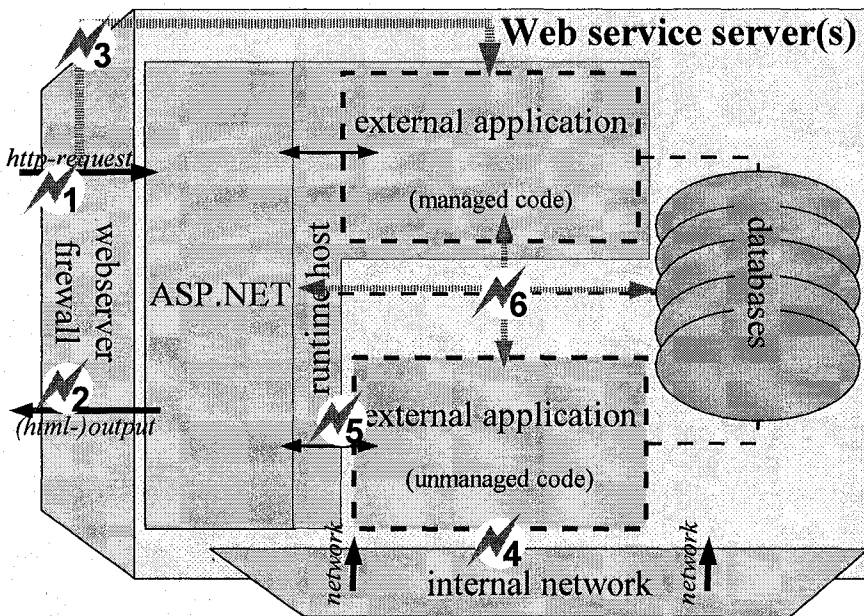 3
Web service server(s)
external application
(managed code)
http-request
1
webserver
firewall
ASP.NET
runtime host
6
databases
2
(html-)output
5
external application
(unmanaged code)
4
network
internal network
network